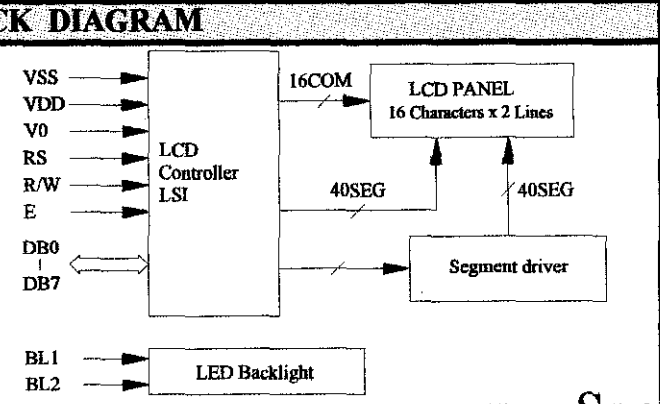 CK DIAGRAM
VSS
VDD
V0
RS
R/W
E
DB0
DB7
LCD
Controller
LSI
16COM
LCD PANEL
16 Characters x 2 Lines
40SEG
40SEG
Segment driver
BL1
BL2
LED Backlight